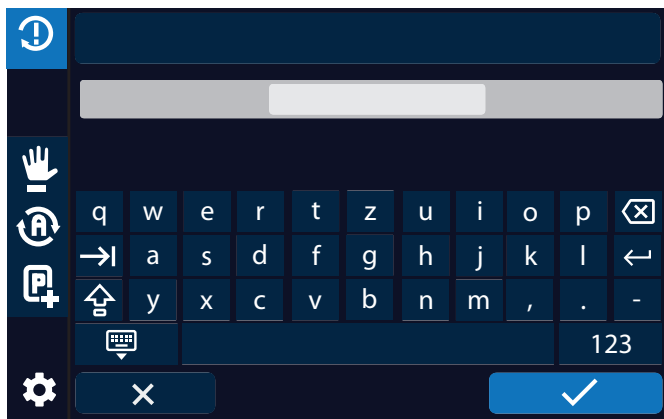 q w e r t z u i o p
a s d f g h j k l
y x c v b n m , . -
123
A
P